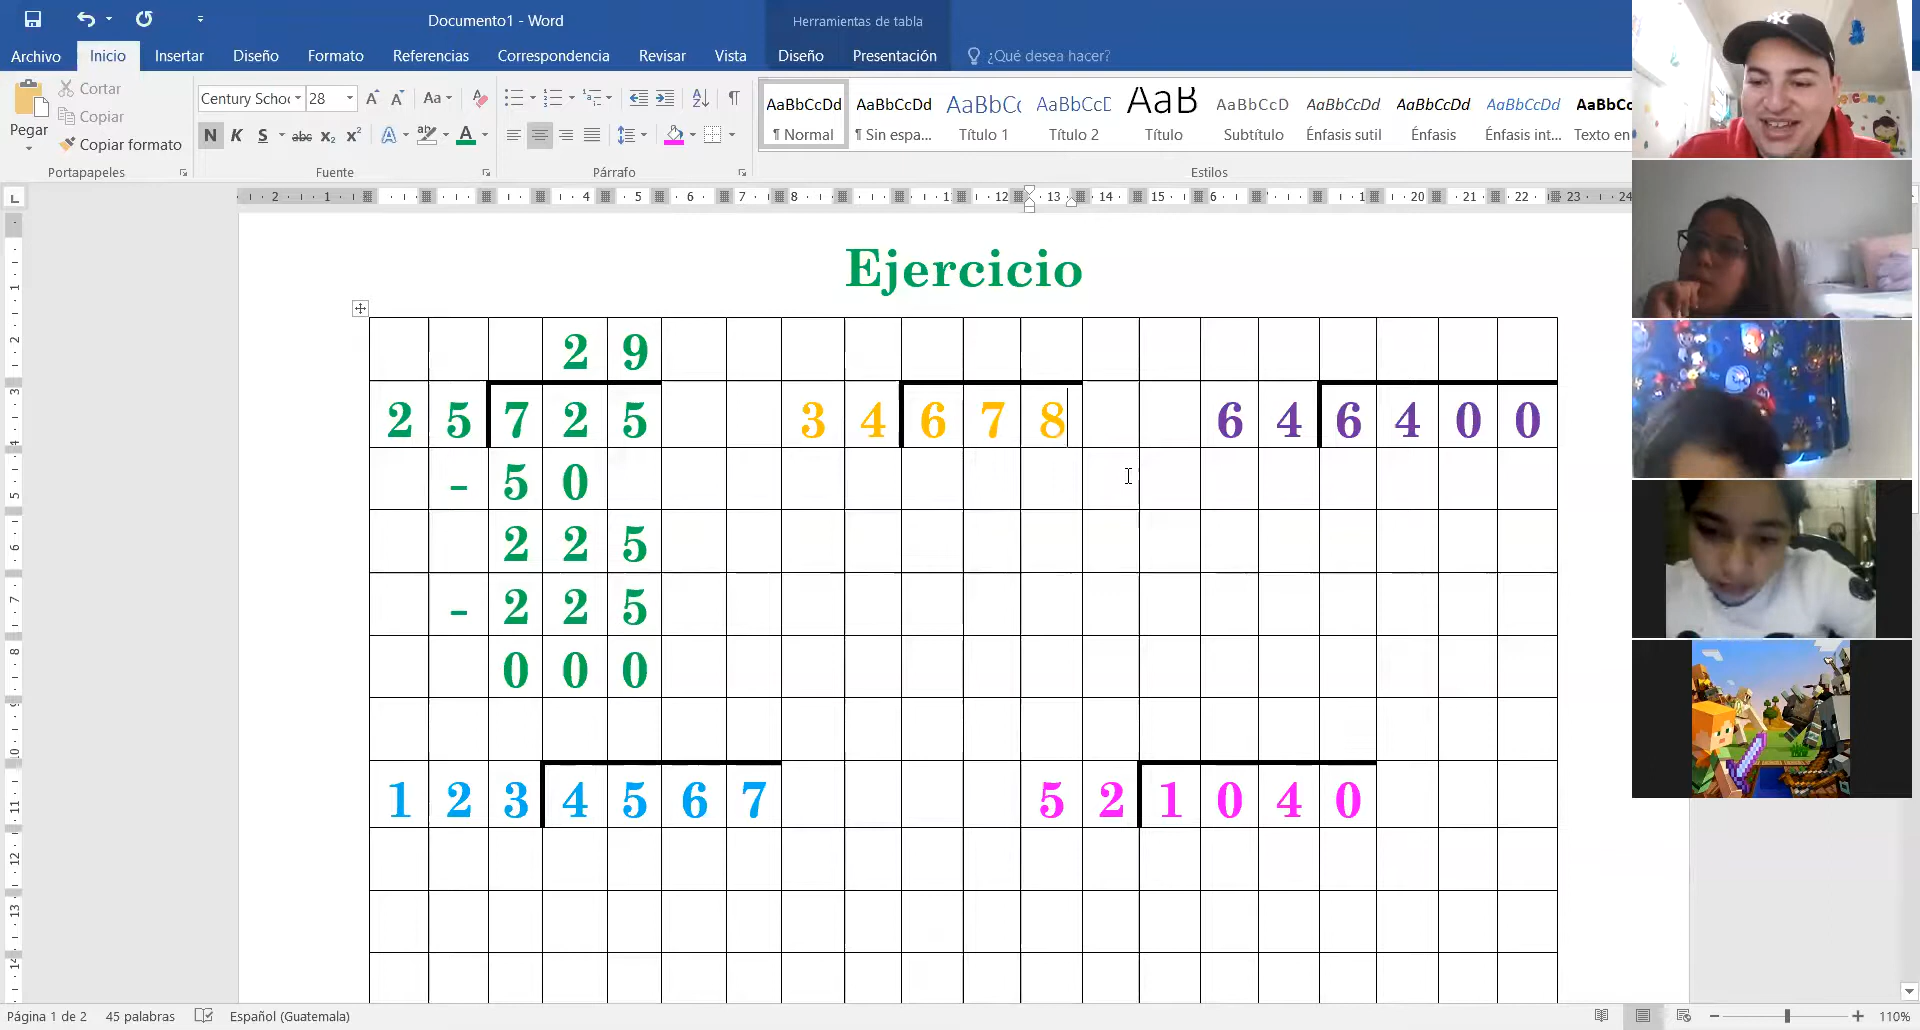 Documento1 - Word
Herramientas de tabla
Archivo Inicio Insertar Diseño Formato Referencias Correspondencia Revisar Vista Diseño Presentación ¿Qué desea hacer?
Pegar
Cortar
Copiar
Copiar formato
Portapapeles
Century Schoc 28
N K S abc x₂ x²
Fuente
Párrafo
AaBbCcDd AaBbCcDd AaBbC AaBbCcD AaB AaBbCcD AaBbCcDd AaBbCcDd AaBbCcDd AaBbCc
¶ Normal ¶ Sin espa... Título 1 Título 2 Título Subtítulo Énfasis sutil Énfasis Énfasis int... Texto en
Estilos
Ejercicio
2 9
2 5 7 2 5 3 4 6 7 8 6 4 6 4 0 0
- 5 0
2 2 5
- 2 2 5
0 0 0
1 2 3 4 5 6 7 5 2 1 0 4 0
Página 1 de 2 45 palabras Español (Guatemala) 110%